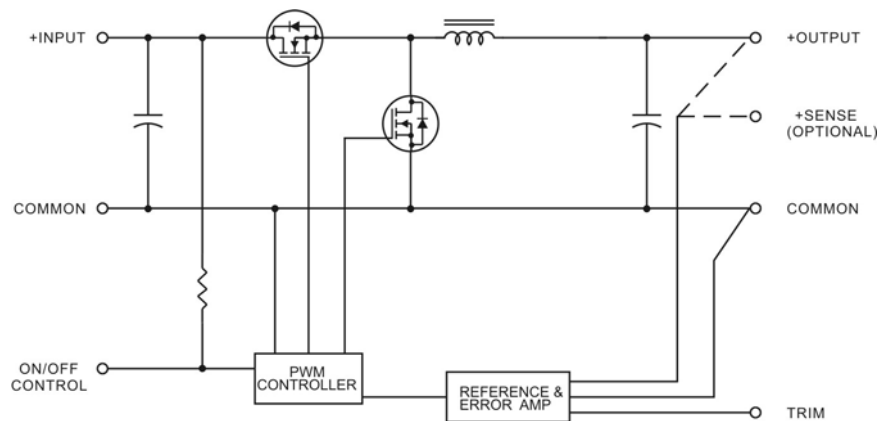 +INPUT
+OUTPUT
+SENSE
(OPTIONAL)
COMMON
COMMON
ON/OFF
CONTROL
PWM
CONTROLLER
REFERENCE &
ERROR AMP
TRIM